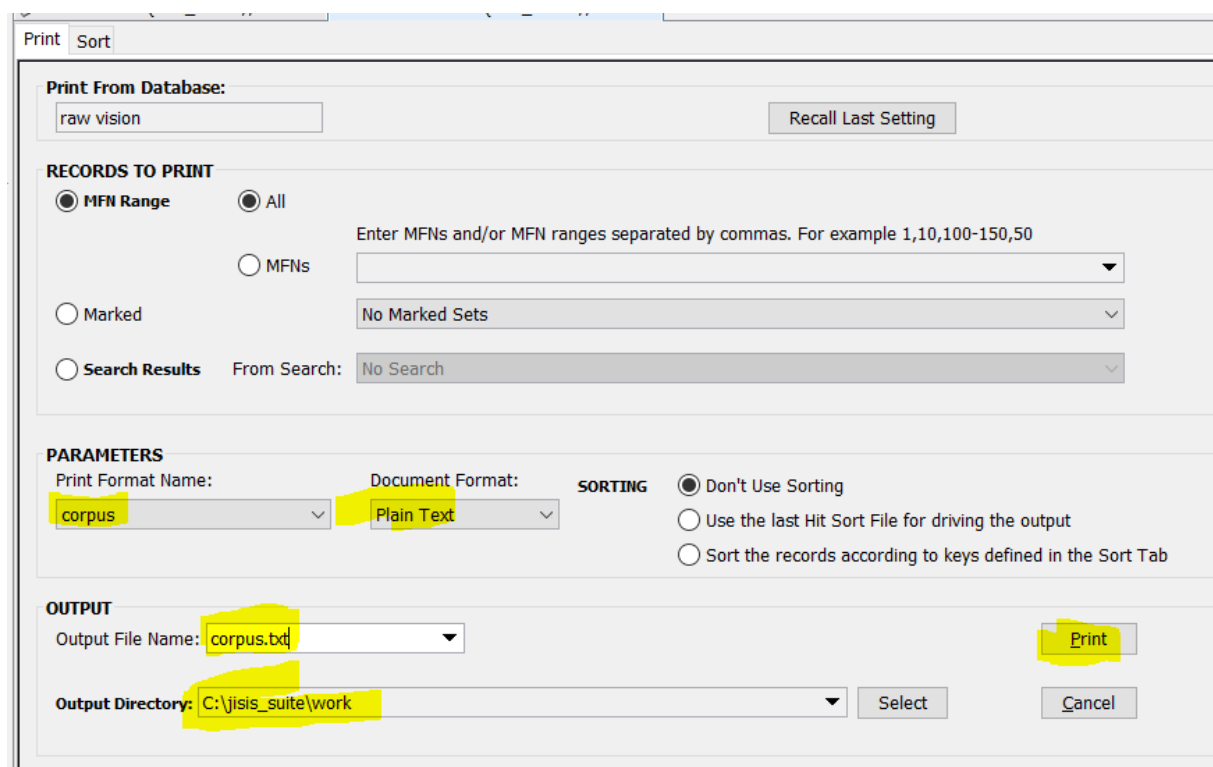 Print Sort
Print From Database:
raw vision Recall Last Setting
RECORDS TO PRINT
MFN Range All
Enter MFNs and/or MFN ranges separated by commas. For example 1,10,100-150,50
MFNs
Marked No Marked Sets
Search Results From Search: No Search
PARAMETERS
Print Format Name: Document Format: SORTING Don't Use Sorting
corpus Plain Text Use the last Hit Sort File for driving the output
Sort the records according to keys defined in the Sort Tab
OUTPUT
Output File Name: corpus.txt Print
Output Directory: C:\jisis_suite\work Select Cancel